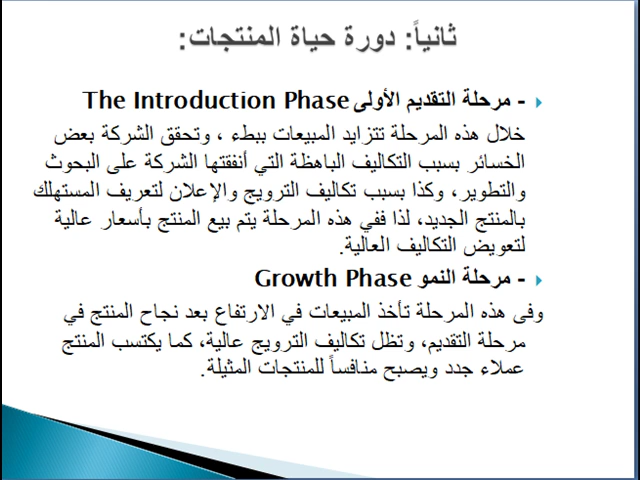 ثانياً: دورة حياة المنتجات:
- مرحلة التقديم الأولى The Introduction Phase
خلال هذه المرحلة تتزايد المبيعات ببطء ، وتحقق الشركة بعض
الخسائر بسبب التكاليف الباهظة التي أنفقتها الشركة على البحوث
والتطوير، وكذا بسبب تكاليف الترويج والإعلان لتعريف المستهلك
بالمنتج الجديد، لذا ففي هذه المرحلة يتم بيع المنتج بأسعار عالية
لتعويض التكاليف العالية.
- مرحلة النمو Growth Phase
وفى هذه المرحلة تأخذ المبيعات في الارتفاع بعد نجاح المنتج في
مرحلة التقديم، وتظل تكاليف الترويج عالية، كما يكتسب المنتج
عملاء جدد ويصبح منافساً للمنتجات المثيلة.